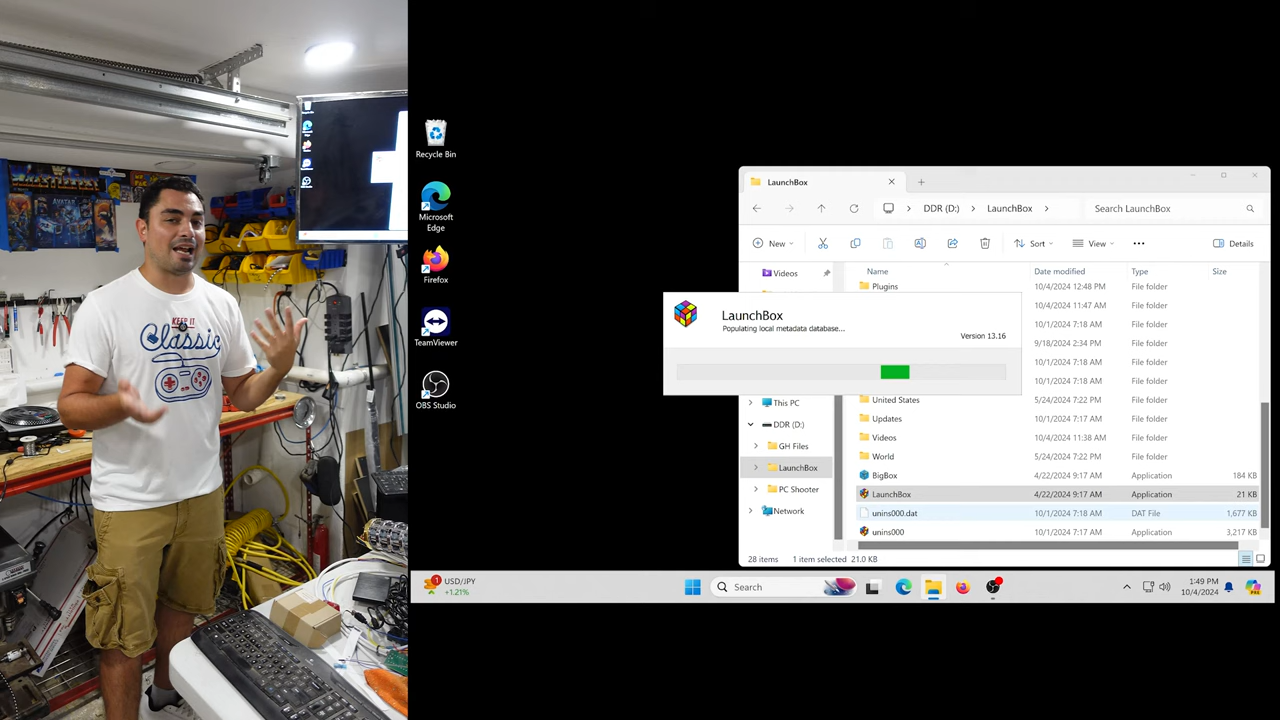 KEEP IT
Classic
AVATAR
Recycle Bin
Microsoft
Edge
Firefox
TeamViewer
OBS Studio
LaunchBox
DDR (D:)
LaunchBox
Search LaunchBox
New
Sort
View
Details
Name
Date modified
Type
Size
Videos
Plugins
10/4/2024 12:48 PM
File folder
10/4/2024 11:47 AM
File folder
10/1/2024 7:18 AM
File folder
9/18/2024 2:34 PM
File folder
10/1/2024 7:18 AM
File folder
10/1/2024 7:18 AM
File folder
LaunchBox
Populating local metadata database...
Version 13.16
This PC
United States
5/24/2024 7:22 PM
File folder
DDR (D:)
Updates
10/1/2024 7:17 AM
File folder
GH Files
Videos
10/4/2024 11:38 AM
File folder
World
5/24/2024 7:22 PM
File folder
LaunchBox
BigBox
4/22/2024 9:17 AM
Application
184 KB
PC Shooter
LaunchBox
4/22/2024 9:17 AM
Application
21 KB
Network
unins000.dat
10/1/2024 7:18 AM
DAT File
1,677 KB
unins000
10/1/2024 7:17 AM
Application
3,217 KB
28 items
1 item selected 21.0 KB
1
USD/JPY
+1.21%
Search
1:49 PM
10/4/2024
PRE